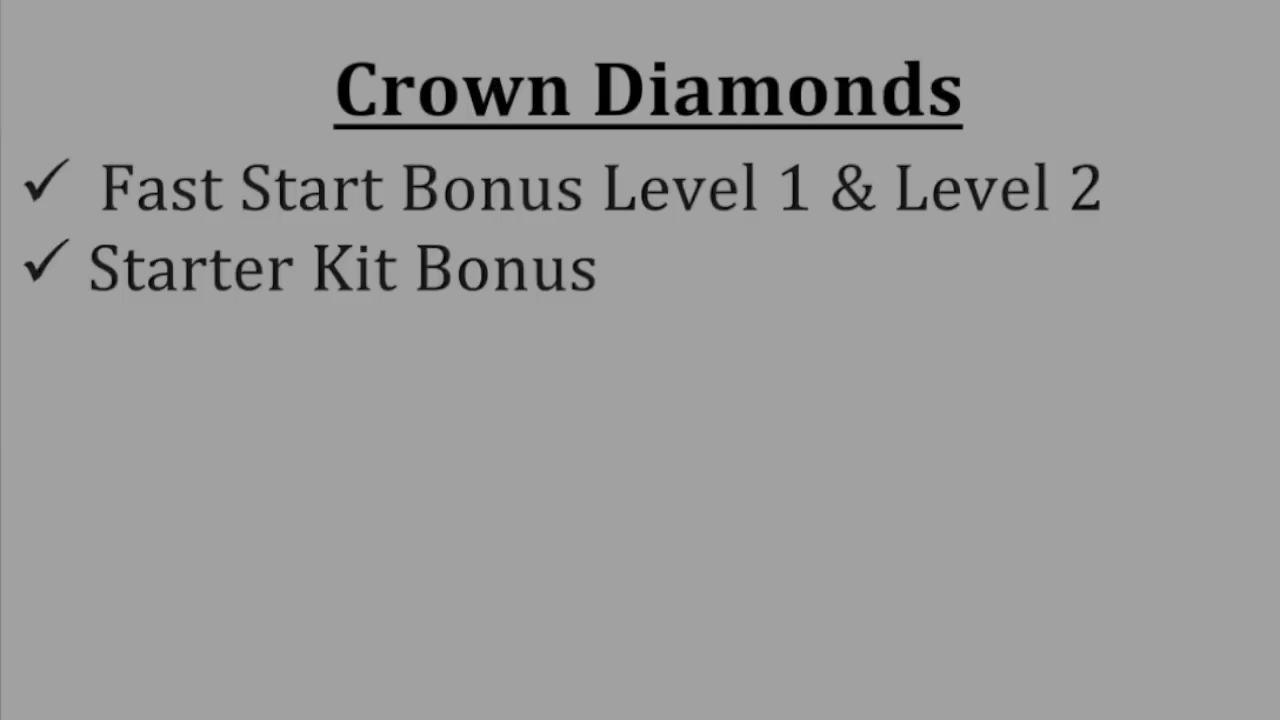 Crown Diamonds
✓ Fast Start Bonus Level 1 & Level 2
✓ Starter Kit Bonus